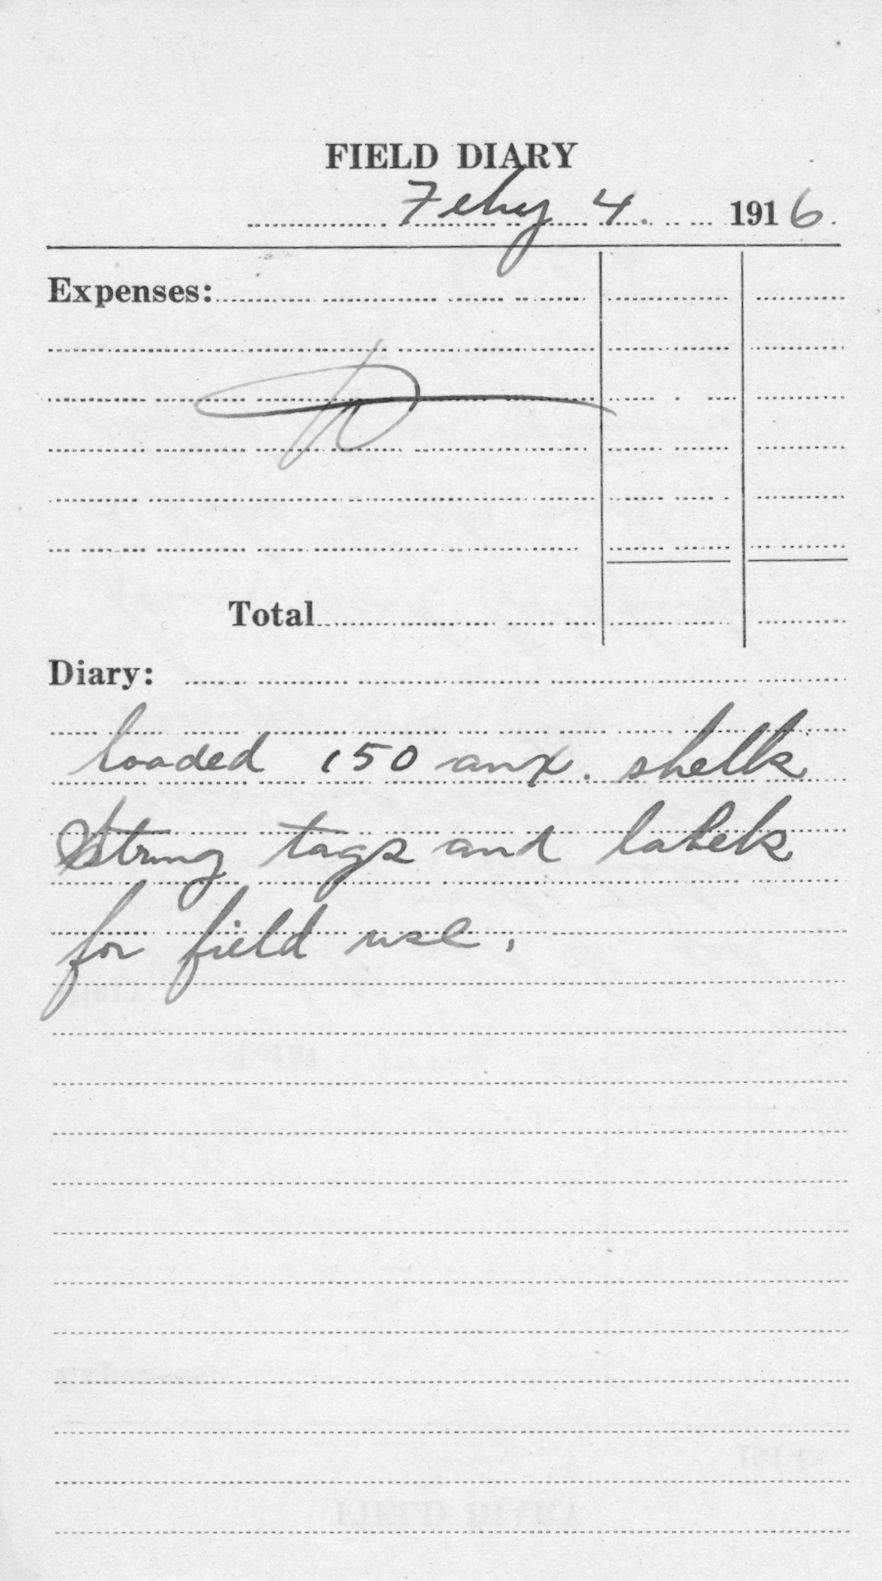 FIELD DIARY
Feby 4. 1916.
Expenses:
Total
Diary:
loaded 150 aux. shells
String tags and labels
for field use.